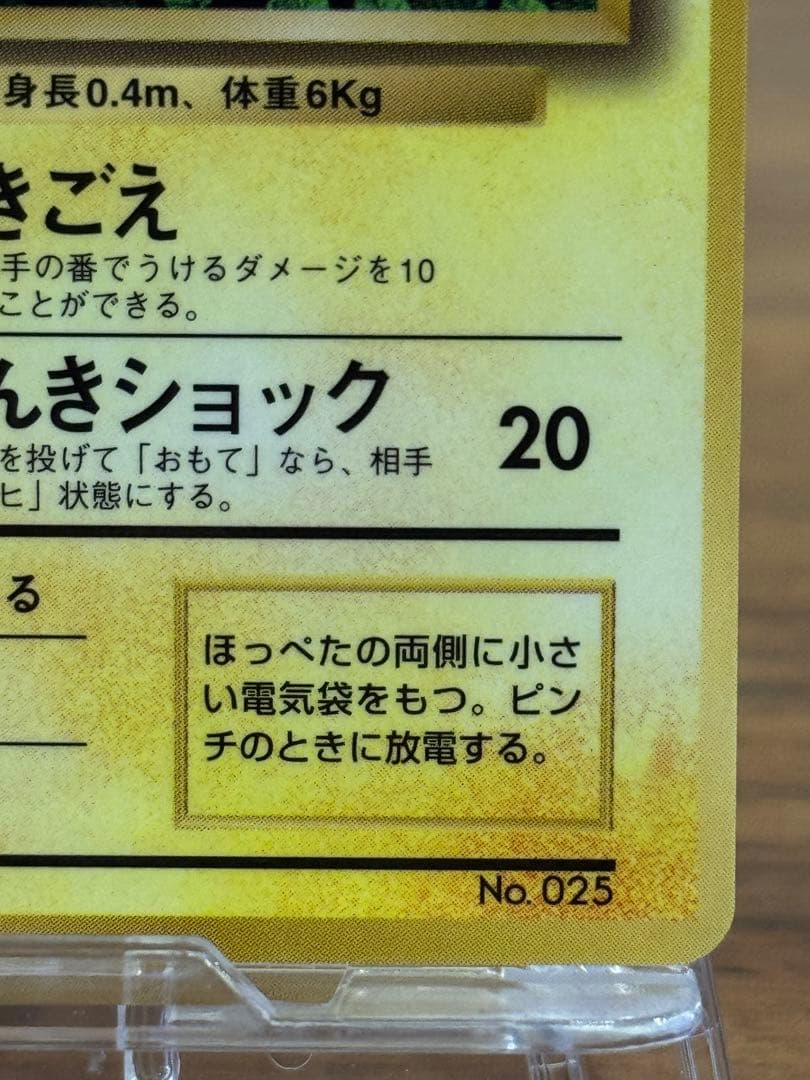 身長0.4m、体重6Kg
きごえ
手の番でうけるダメージを10
ことができる。
んきショック 20
を投げて「おもて」なら、相手
ヒ」状態にする。
る
ほっぺたの両側に小さ
い電気袋をもつ。ピン
チのときに放電する。
No. 025